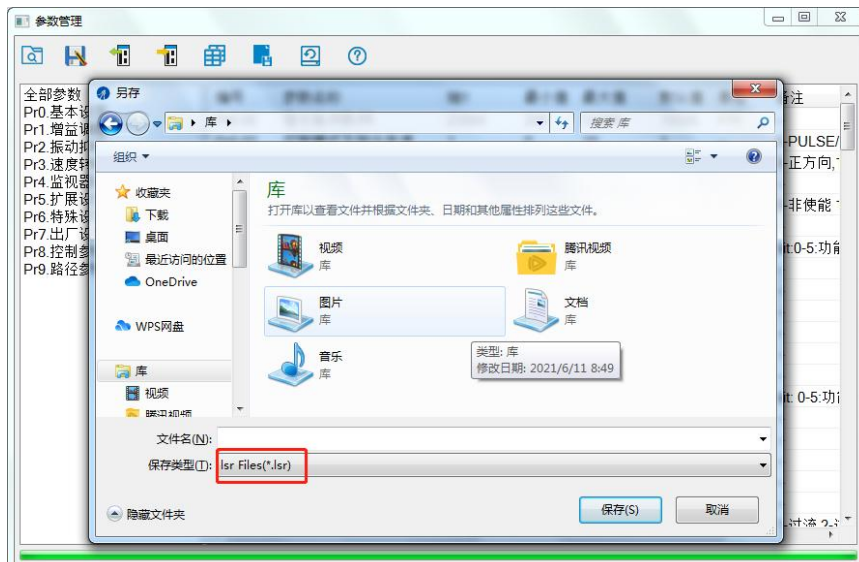 参数管理
全部参数
Pr0.基本设
Pr1.增益调
Pr2.振动抑
Pr3.速度转
Pr4.监视器
Pr5.扩展设
Pr6.特殊设
Pr7.出厂设
Pr8.控制参
Pr9.路径参
另存
库
搜索 库
组织
收藏夹
下载
桌面
最近访问的位置
OneDrive
WPS网盘
库
视频
腾讯视频
库
打开库以查看文件并根据文件夹、日期和其他属性排列这些文件。
视频
库
腾讯视频
库
图片
库
文档
库
音乐
库
类型: 库
修改日期: 2021/6/11 8:49
文件名(N):
保存类型(T): lsr Files(*.lsr)
隐藏文件夹
保存(S)
取消
备注
-PULSE/
-正方向,
-非使能
it:0-5:功能
it: 0-5:功能
-过流 2-